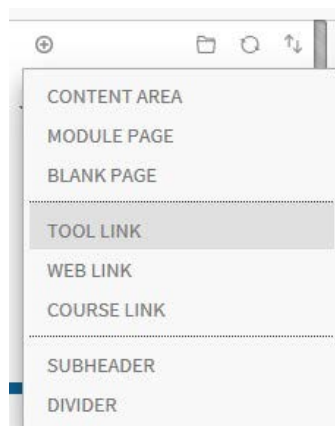 CONTENT AREA
MODULE PAGE
BLANK PAGE
TOOL LINK
WEB LINK
COURSE LINK
SUBHEADER
DIVIDER